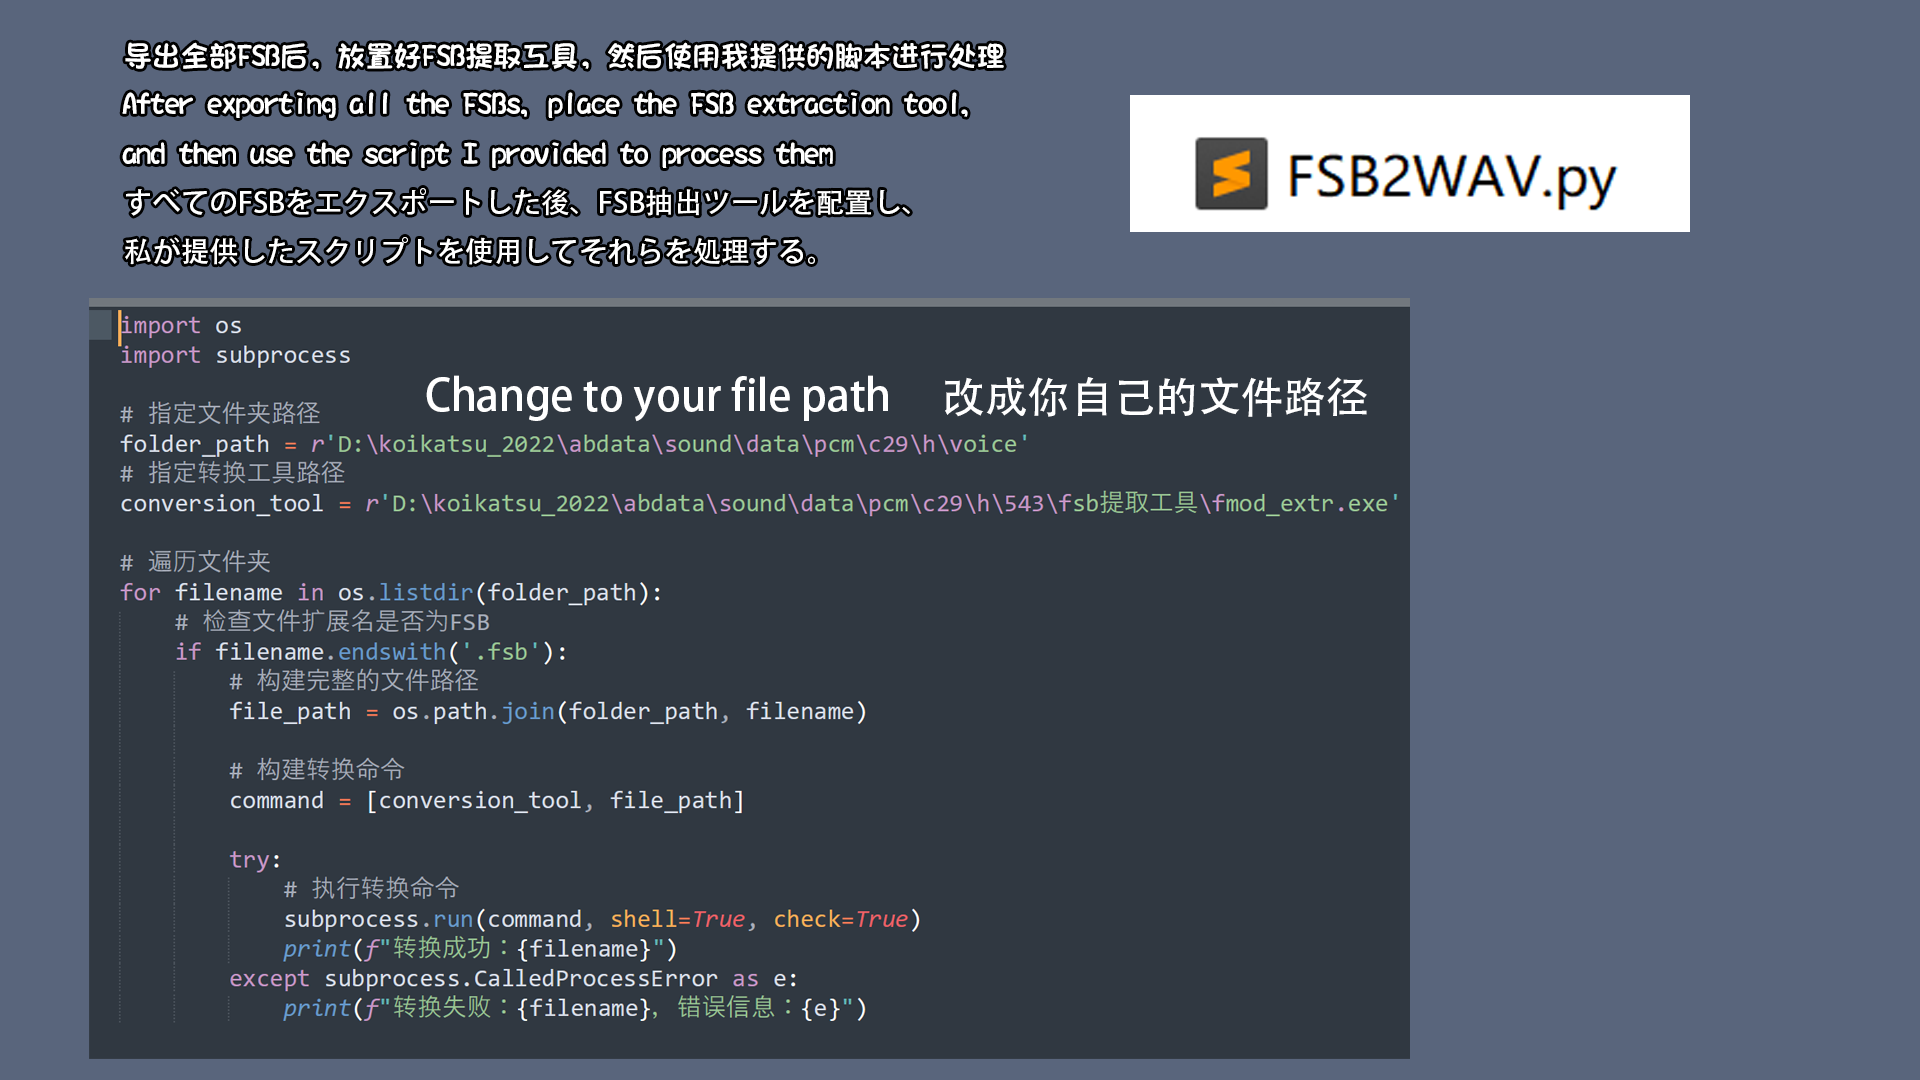 导出全部FSB后，放置好FSB提取工具，然后使用我提供的脚本进行处理
After exporting all the FSBs, place the FSB extraction tool,
and then use the script I provided to process them
すべてのFSBをエクスポートした後、FSB抽出ツールを配置し、
私が提供したスクリプトを使用してそれらを処理する。
FSB2WAV.py
import os
import subprocess
Change to your file path 改成你自己的文件路径
# 指定文件夹路径
folder_path = r'D:\koikatsu_2022\abdata\sound\data\pcm\c29\h\voice'
# 指定转换工具路径
conversion_tool = r'D:\koikatsu_2022\abdata\sound\data\pcm\c29\h\543\fsb提取工具\fmod_extr.exe'
# 遍历文件夹
for filename in os.listdir(folder_path):
    # 检查文件扩展名是否为FSB
    if filename.endswith('.fsb'):
        # 构建完整的文件路径
        file_path = os.path.join(folder_path, filename)
        # 构建转换命令
        command = [conversion_tool, file_path]
        try:
            # 执行转换命令
            subprocess.run(command, shell=True, check=True)
            print(f"转换成功：{filename}")
        except subprocess.CalledProcessError as e:
            print(f"转换失败：{filename}，错误信息：{e}")